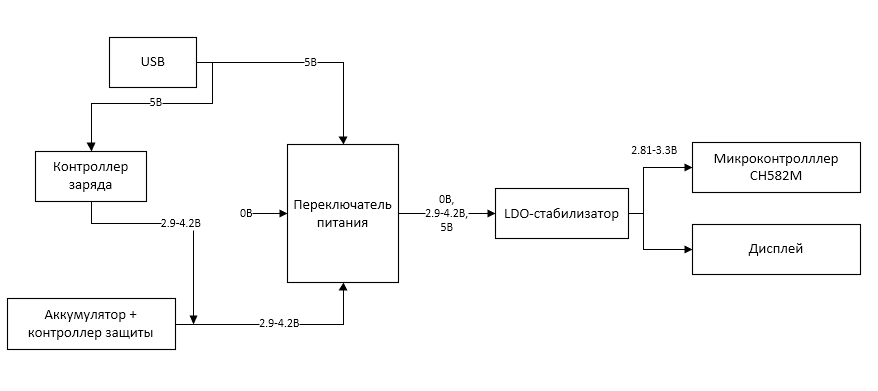 USB
5В
5В
Контроллер
заряда
2.9-4.2В
Аккумулятор +
контроллер защиты
2.9-4.2В
0В
Переключатель
питания
0В,
2.9-4.2В,
5В
LDO-стабилизатор
2.81-3.3В
Микроконтролллер
CH582M
Дисплей